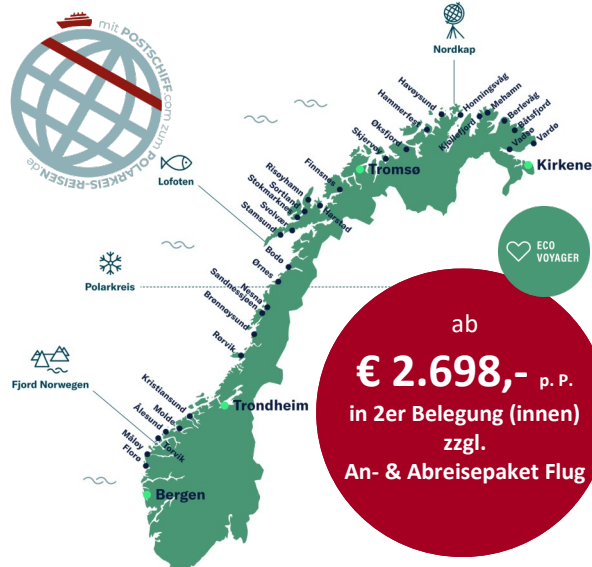 mit POSTSCHIFF.com zum POLARKEIS-REISEN.de
Nordkap
Havøysund
Hammerfest
Øksfjord
Skjervøy
Tromsø
Honningsvåg
Kjøllefjord
Mehamn
Berlevåg
Båtsfjord
Vadsø
Vardø
Kirkenes
Lofoten
Finnsnes
Risøyhamn
Sortland
Stokmarknes
Svolvær
Stamsund
Harstad
Bodø
Ørnes
ECO
VOYAGER
Polarkreis
Nesna
Sandnessjøen
Brønnøysund
Rørvik
ab
€ 2.698,- p. P.
in 2er Belegung (innen)
zzgl.
An- & Abreisepaket Flug
Fjord Norwegen
Kristiansund
Trondheim
Molde
Ålesund
Torvik
Måløy
Florø
Bergen